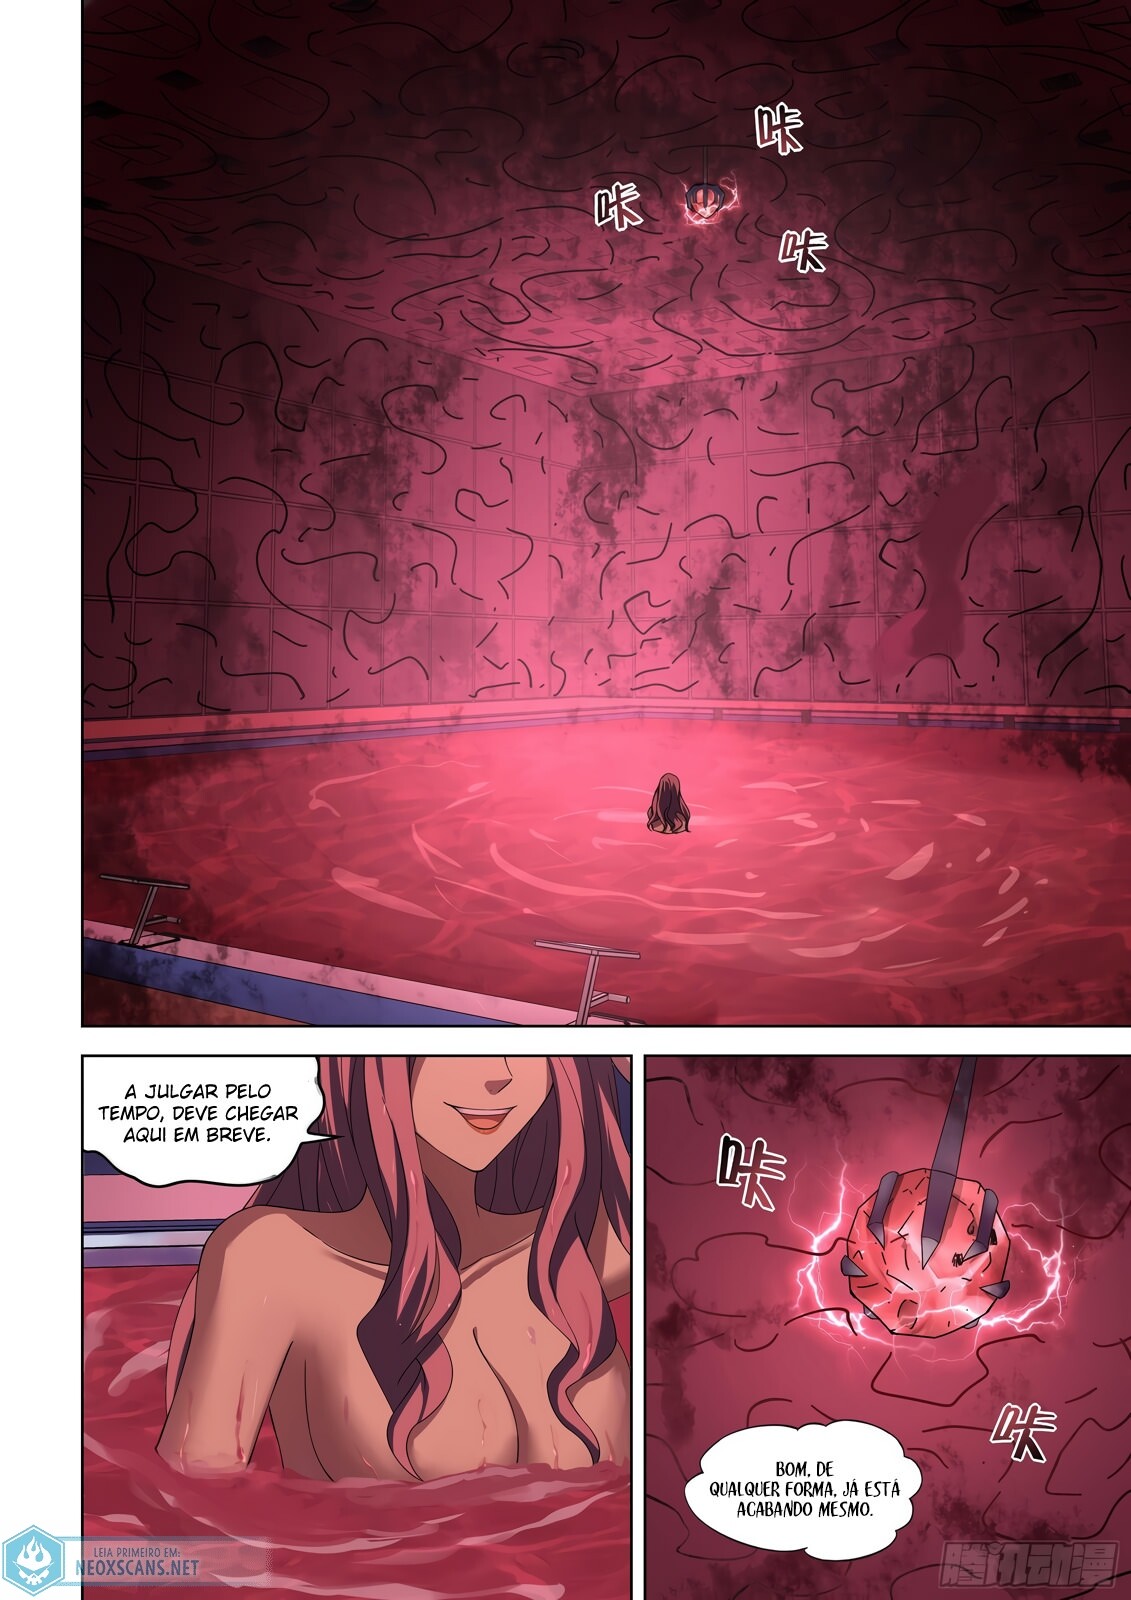 咔
咔
咔
A JULGAR PELO
TEMPO, DEVE CHEGAR
AQUI EM BREVE.
咔
咔
BOM, DE
QUALQUER FORMA, JÁ ESTÁ
ACABANDO MESMO.
LEIA PRIMEIRO EM:
NEOXSCANS.NET
腾讯动漫